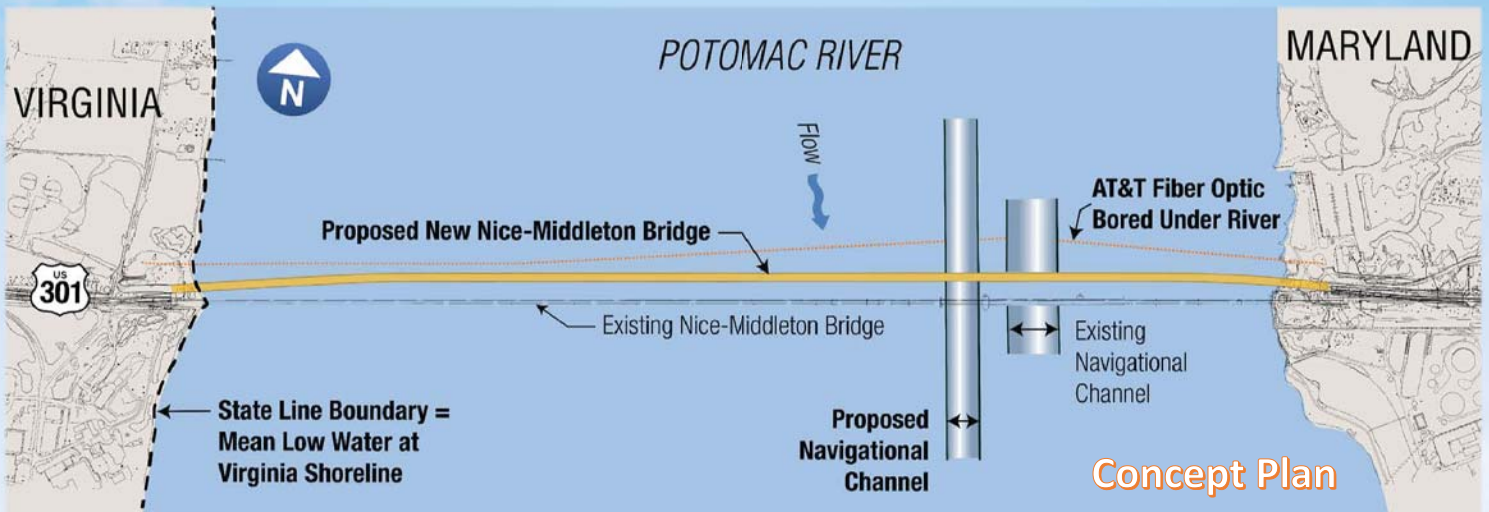 POTOMAC RIVER
MARYLAND
VIRGINIA
N
Flow
AT&T Fiber Optic
Bored Under River
Proposed New Nice-Middleton Bridge
US
301
Existing Nice-Middleton Bridge
Existing
Navigational
Channel
State Line Boundary =
Mean Low Water at
Virginia Shoreline
Proposed
Navigational
Channel
Concept Plan